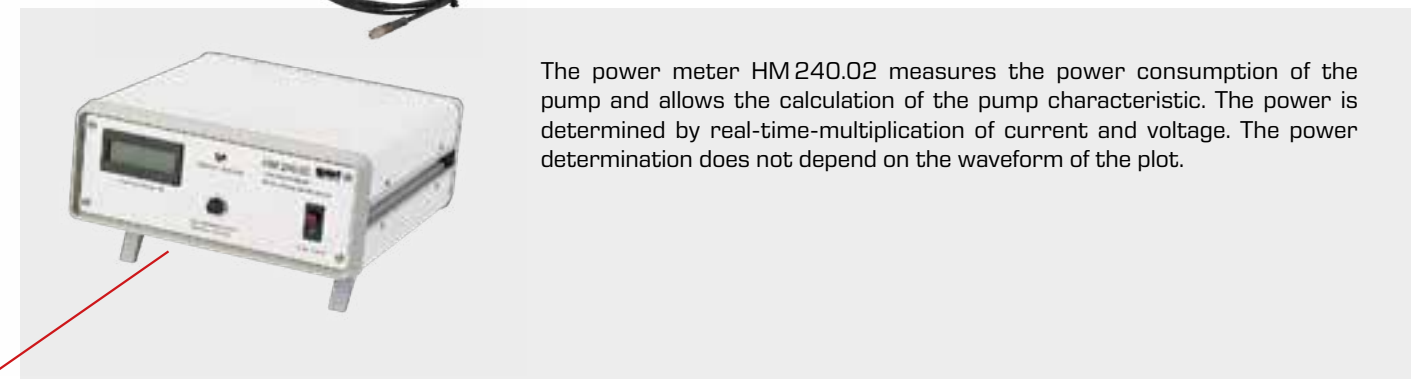 The power meter HM 240.02 measures the power consumption of the
pump and allows the calculation of the pump characteristic. The power is
determined by real-time-multiplication of current and voltage. The power
determination does not depend on the waveform of the plot.
HM 240.02